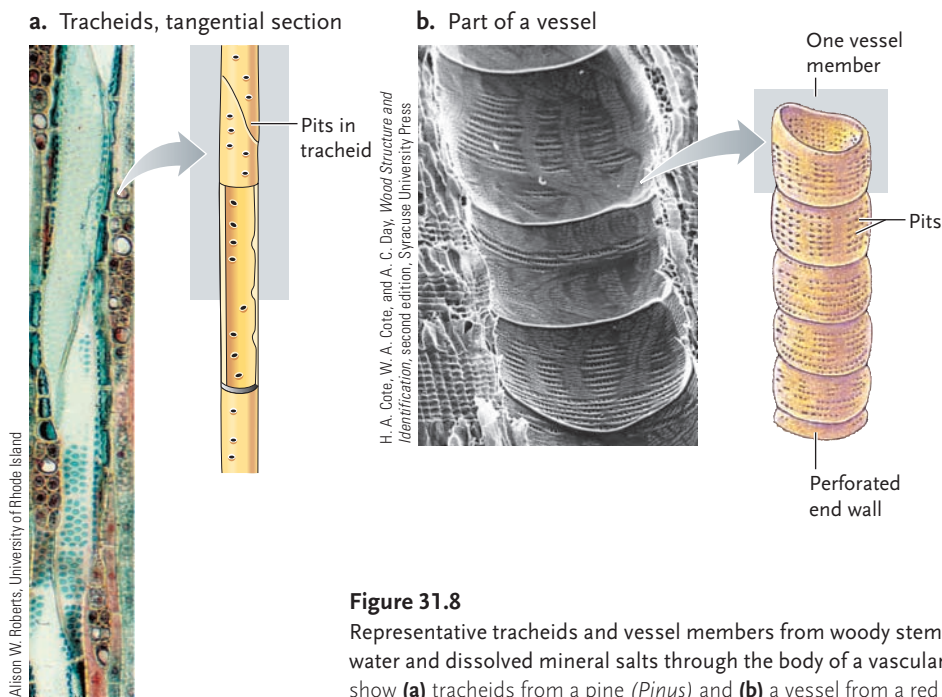 a. Tracheids, tangential section
Pits in
tracheid
Alison W. Roberts, University of Rhode Island
b. Part of a vessel
H. A. Cote, W. A. Cote, and A. C. Day, Wood Structure and
Identification, second edition, Syracuse University Press
One vessel
member
Pits
Perforated
end wall
Figure 31.8
Representative tracheids and vessel members from woody stem
water and dissolved mineral salts through the body of a vascular
show (a) tracheids from a pine (Pinus) and (b) a vessel from a red